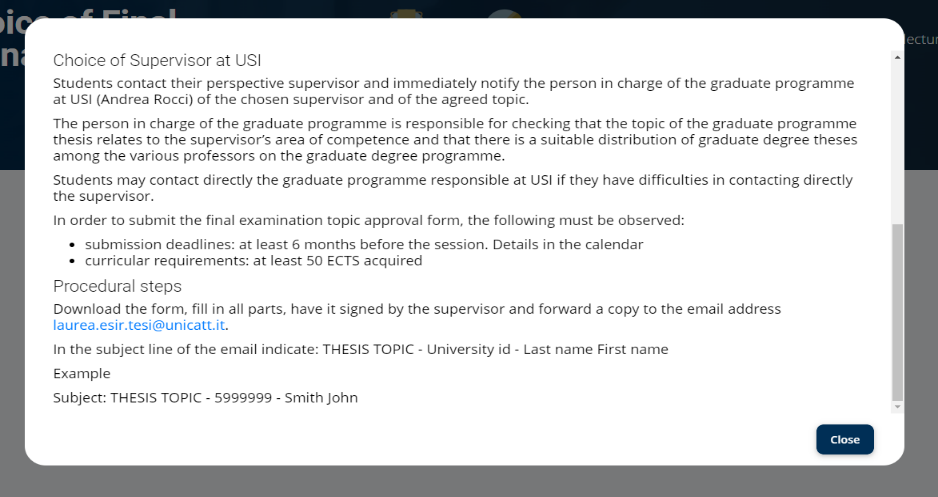 Choice of Supervisor at USI
Students contact their perspective supervisor and immediately notify the person in charge of the graduate programme
at USI (Andrea Rocci) of the chosen supervisor and of the agreed topic.
The person in charge of the graduate programme is responsible for checking that the topic of the graduate programme
thesis relates to the supervisor's area of competence and that there is a suitable distribution of graduate degree theses
among the various professors on the graduate degree programme.
Students may contact directly the graduate programme responsible at USI if they have difficulties in contacting directly
the supervisor.
In order to submit the final examination topic approval form, the following must be observed:
• submission deadlines: at least 6 months before the session. Details in the calendar
• curricular requirements: at least 50 ECTS acquired
Procedural steps
Download the form, fill in all parts, have it signed by the supervisor and forward a copy to the email address
laurea.esir.tesi@unicatt.it.
In the subject line of the email indicate: THESIS TOPIC - University id - Last name First name
Example
Subject: THESIS TOPIC - 5999999 - Smith John
Close